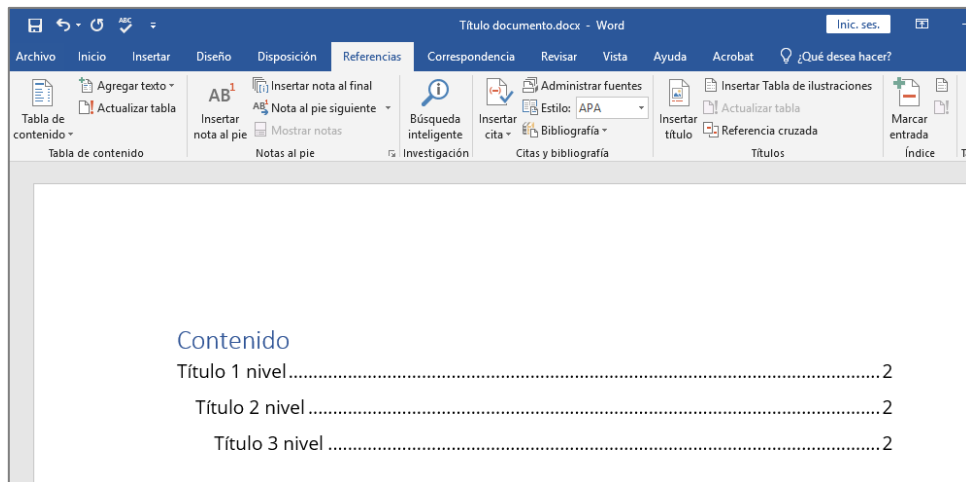 Título documento.docx - Word
Inic. ses.
Archivo Inicio Insertar Diseño Disposición Referencias Correspondencia Revisar Vista Ayuda Acrobat ¿Qué desea hacer?
Tabla de contenido
Agregar texto
Actualizar tabla
Tabla de contenido
AB1
Insertar nota al pie
Insertar nota al final
Nota al pie siguiente
Mostrar notas
Notas al pie
Búsqueda inteligente
Investigación
Insertar cita
Administrar fuentes
Estilo: APA
Bibliografía
Citas y bibliografía
Insertar título
Insertar Tabla de ilustraciones
Actualizar tabla
Referencia cruzada
Títulos
Marcar entrada
Índice
Contenido
Título 1 nivel 2
Título 2 nivel 2
Título 3 nivel 2